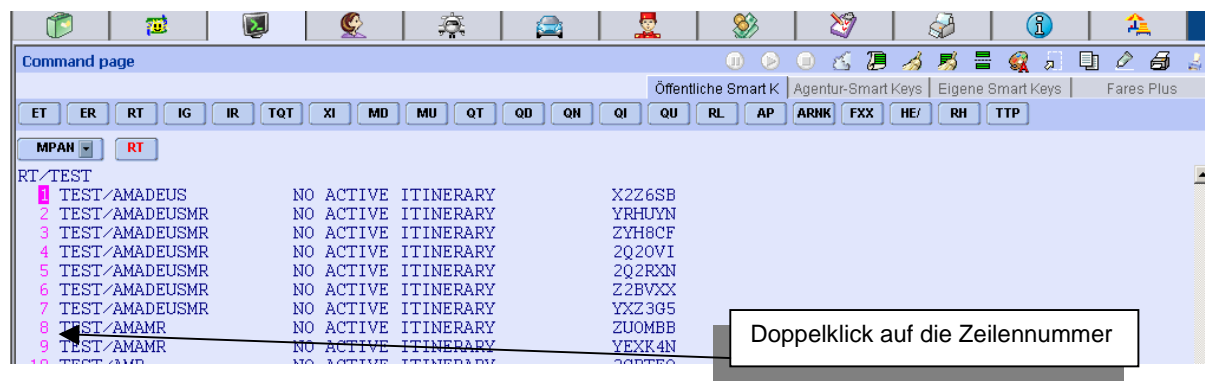 Command page
Öffentliche Smart K Agentur-Smart Keys Eigene Smart Keys Fares Plus
ET ER RT IG IR TQT XI MD MU QT QD QN QI QU RL AP ARNK FXX HE/ RH TTP
MPAN RT
RT/TEST
1 TEST/AMADEUS NO ACTIVE ITINERARY X2Z6SB
2 TEST/AMADEUSMR NO ACTIVE ITINERARY YRHUYN
3 TEST/AMADEUSMR NO ACTIVE ITINERARY ZYH8CF
4 TEST/AMADEUSMR NO ACTIVE ITINERARY 2Q2OVI
5 TEST/AMADEUSMR NO ACTIVE ITINERARY 2Q2RXN
6 TEST/AMADEUSMR NO ACTIVE ITINERARY Z2BVXX
7 TEST/AMADEUSMR NO ACTIVE ITINERARY YXZ3G5
8 TEST/AMAMR NO ACTIVE ITINERARY ZUOMBB
9 TEST/AMAMR NO ACTIVE ITINERARY YEXK4N
Doppelklick auf die Zeilennummer